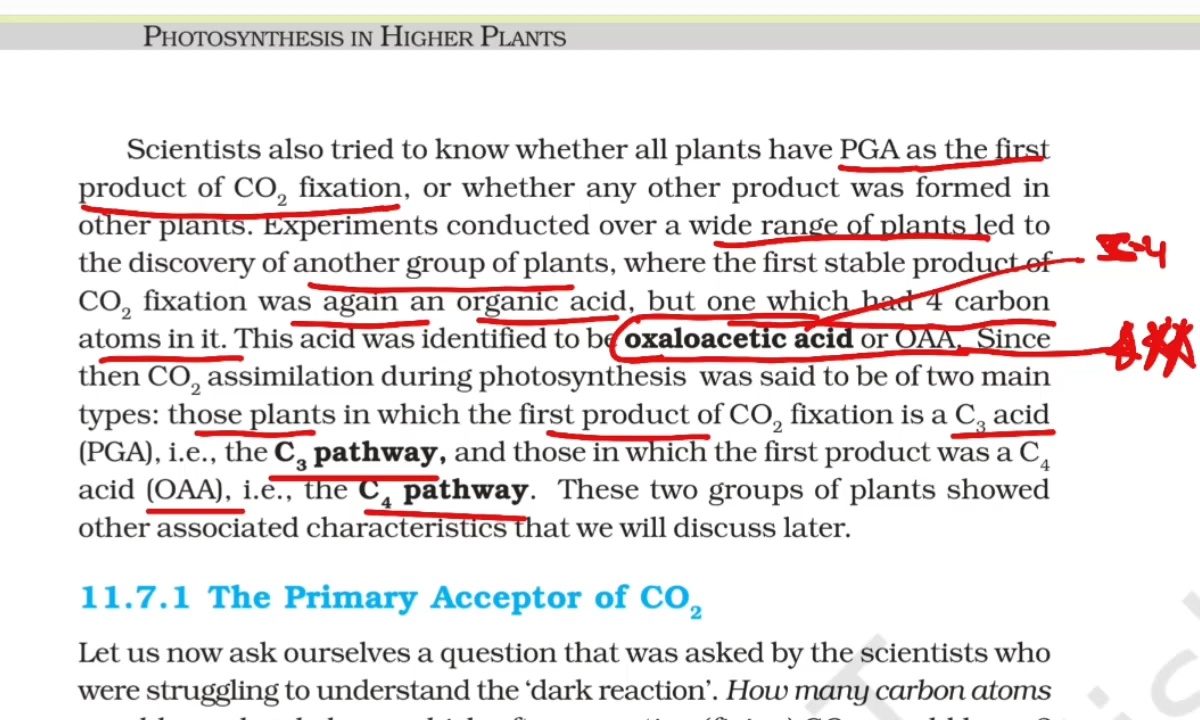 PHOTOSYNTHESIS IN HIGHER PLANTS
Scientists also tried to know whether all plants have PGA as the first
product of CO₂ fixation, or whether any other product was formed in
other plants. Experiments conducted over a wide range of plants led to
the discovery of another group of plants, where the first stable product of
CO₂ fixation was again an organic acid, but one which had 4 carbon
atoms in it. This acid was identified to be oxaloacetic acid or OAA. Since
then CO₂ assimilation during photosynthesis was said to be of two main
types: those plants in which the first product of CO₂ fixation is a C₃ acid
(PGA), i.e., the C₃ pathway, and those in which the first product was a C₄
acid (OAA), i.e., the C₄ pathway. These two groups of plants showed
other associated characteristics that we will discuss later.
11.7.1 The Primary Acceptor of CO₂
Let us now ask ourselves a question that was asked by the scientists who
were struggling to understand the ‘dark reaction’. How many carbon atoms